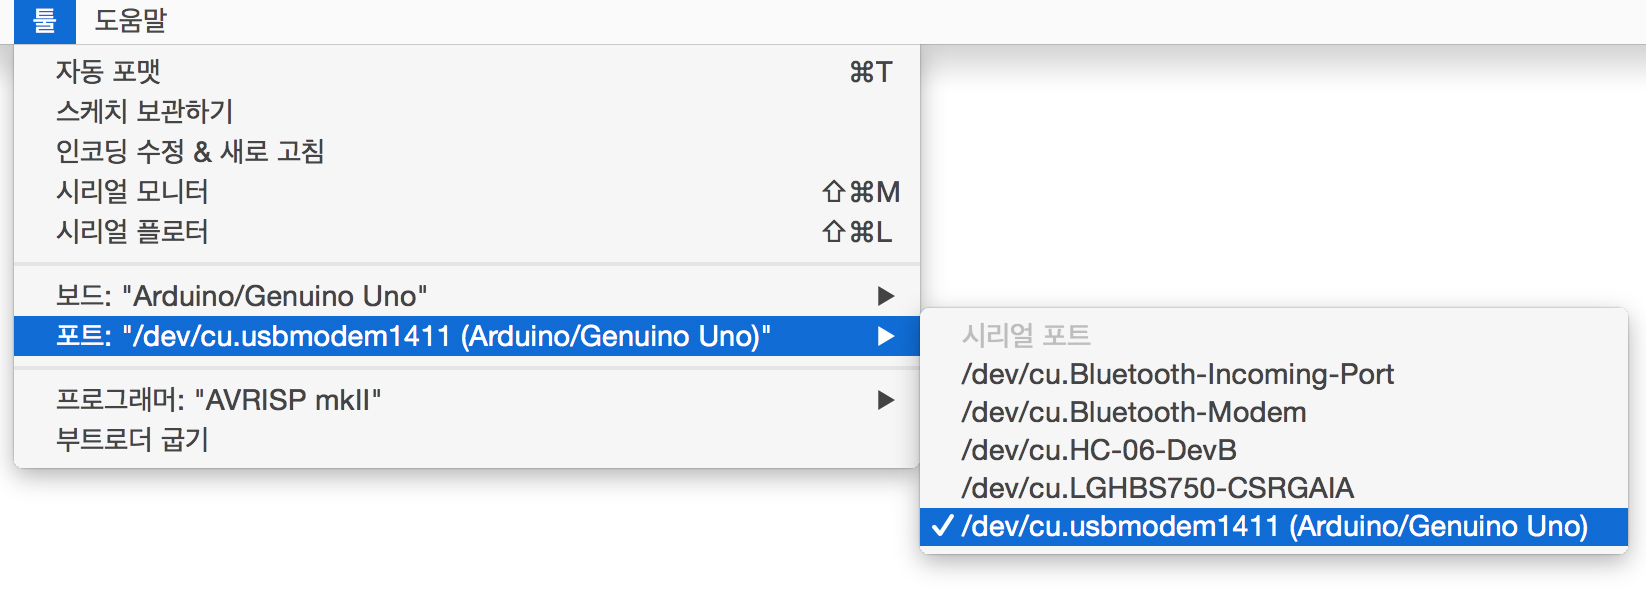 툴 도움말
자동 포맷 ⌘T
스케치 보관하기
인코딩 수정 & 새로 고침
시리얼 모니터 ⇧⌘M
시리얼 플로터 ⇧⌘L
보드: "Arduino/Genuino Uno" ▶
포트: "/dev/cu.usbmodem1411 (Arduino/Genuino Uno)" ▶
프로그래머: "AVRISP mkII" ▶
부트로더 굽기
시리얼 포트
/dev/cu.Bluetooth-Incoming-Port
/dev/cu.Bluetooth-Modem
/dev/cu.HC-06-DevB
/dev/cu.LGHBS750-CSRGAIA
✓ /dev/cu.usbmodem1411 (Arduino/Genuino Uno)